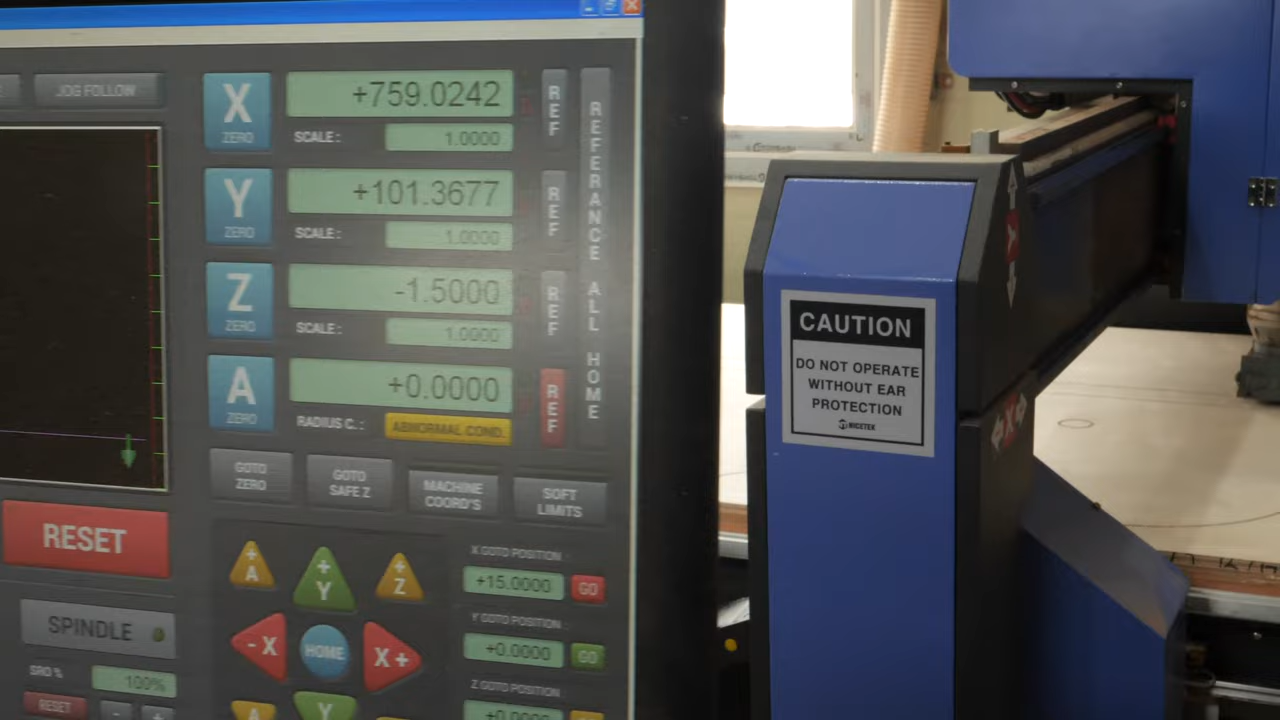 JOG FOLLOW
X
ZERO
+759.0242
SCALE :
1.0000
REF
Y
ZERO
+101.3677
SCALE :
1.0000
REF
Z
ZERO
-1.5000
SCALE :
1.0000
REF
A
ZERO
+0.0000
RADIUS C. :
ABNORMAL COND.
REF
REFERANCE ALL HOME
GOTO
ZERO
GOTO
SAFE Z
MACHINE
COORD'S
SOFT
LIMITS
RESET
SPINDLE
SRO %
100%
RESET
-
+
+
A
+
Y
+
Z
- X
HOME
X +
A
Y
X GOTO POSITION
+15.0000
GO
Y GOTO POSITION
+0.0000
GO
Z GOTO POSITION
+0.0000
CAUTION
DO NOT OPERATE
WITHOUT EAR
PROTECTION
NICETEK
Y
X